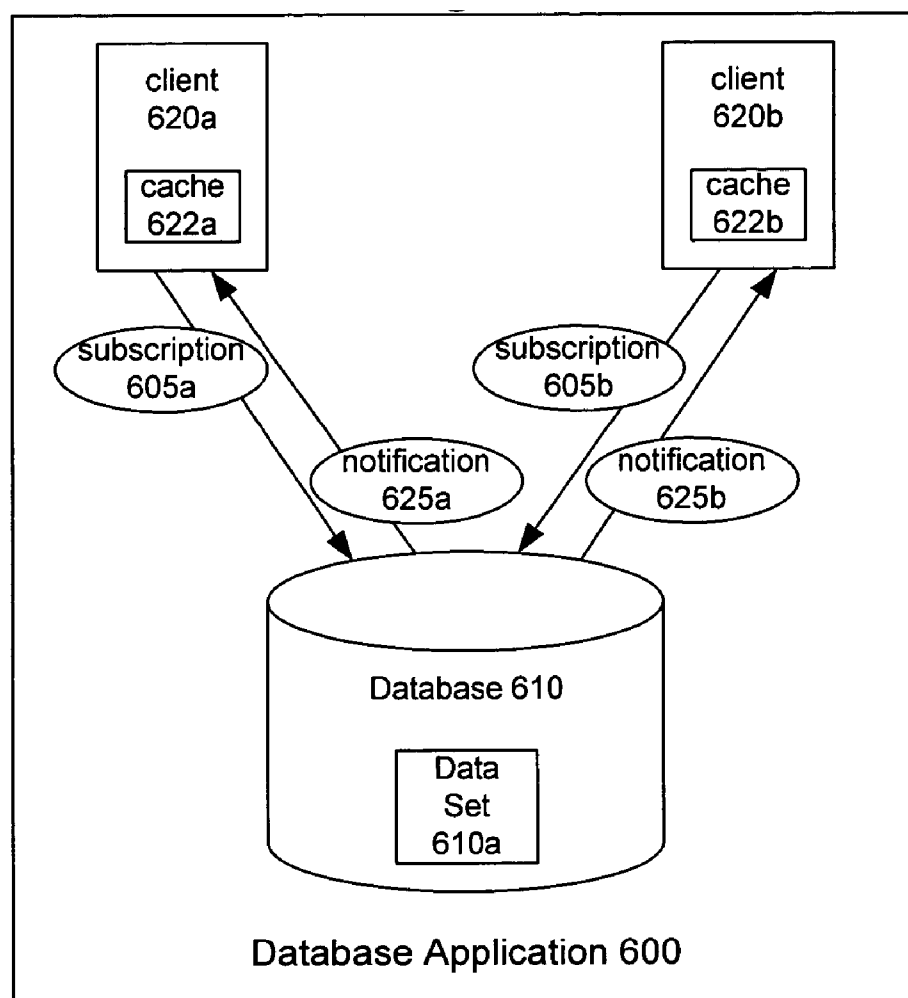 client
620a
cache
622a
client
620b
cache
622b
subscription
605a
subscription
605b
notification
625a
notification
625b
Database 610
Data
Set
610a
Database Application 600